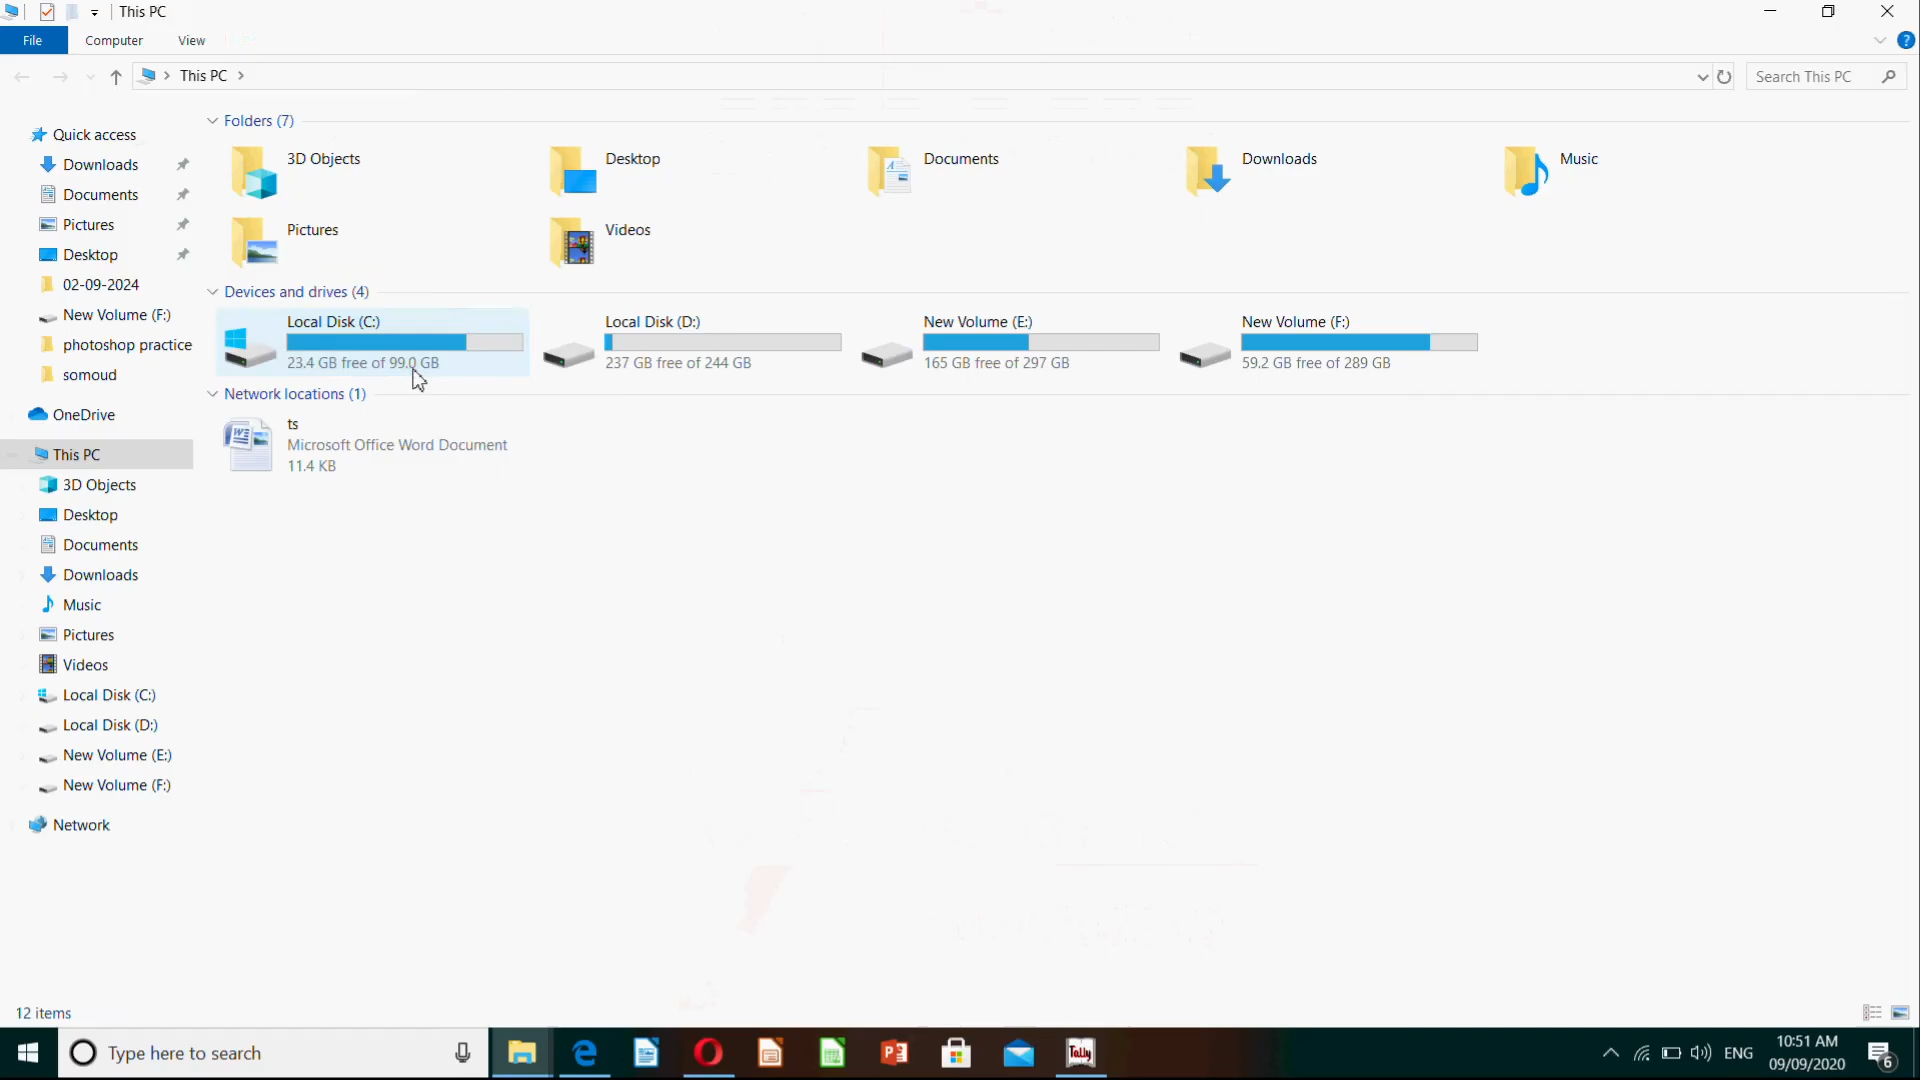 This PC
File Computer View
This PC
Search This PC
Quick access
Downloads
Documents
Pictures
Desktop
02-09-2024
New Volume (F:)
photoshop practice
somoud
OneDrive
This PC
3D Objects
Desktop
Documents
Downloads
Music
Pictures
Videos
Local Disk (C:)
Local Disk (D:)
New Volume (E:)
New Volume (F:)
Network
Folders (7)
3D Objects
Desktop
Documents
Downloads
Music
Pictures
Videos
Devices and drives (4)
Local Disk (C:)
23.4 GB free of 99.0 GB
Local Disk (D:)
237 GB free of 244 GB
New Volume (E:)
165 GB free of 297 GB
New Volume (F:)
59.2 GB free of 289 GB
Network locations (1)
ts
Microsoft Office Word Document
11.4 KB
12 items
Type here to search
Tally
ENG
10:51 AM
09/09/2020
6